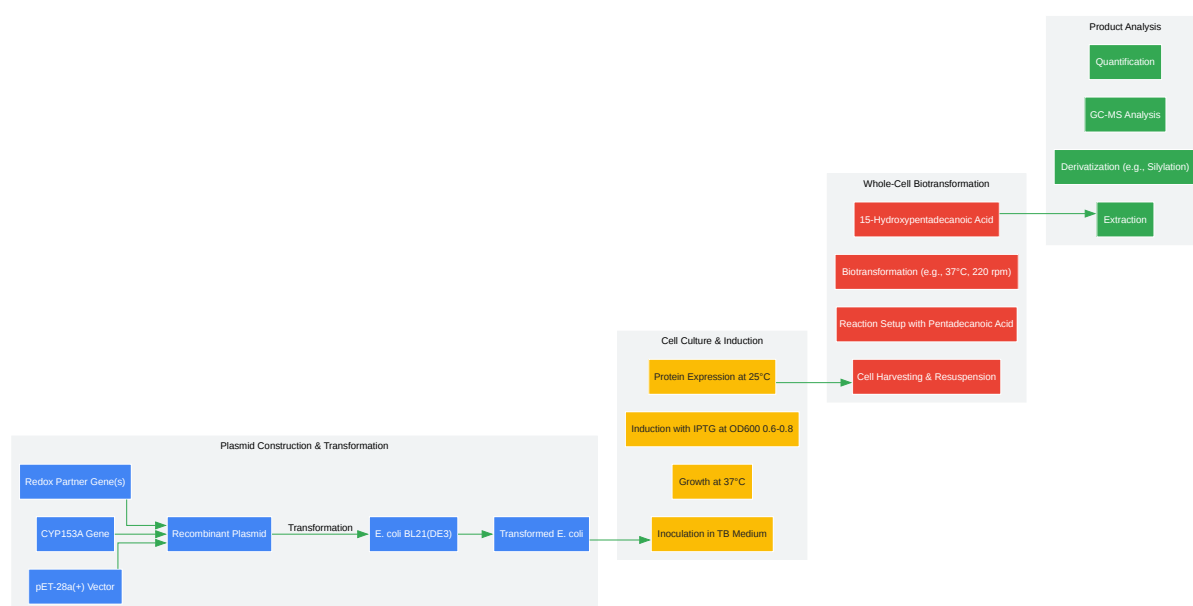 Product Analysis
Quantification
GC-MS Analysis
Derivatization (e.g., Silylation)
Extraction
Whole-Cell Biotransformation
15-Hydroxypentadecanoic Acid
Biotransformation (e.g., 37°C, 220 rpm)
Reaction Setup with Pentadecanoic Acid
Cell Harvesting & Resuspension
Cell Culture & Induction
Protein Expression at 25°C
Induction with IPTG at OD600 0.6-0.8
Growth at 37°C
Inoculation in TB Medium
Plasmid Construction & Transformation
Redox Partner Gene(s)
CYP153A Gene
pET-28a(+) Vector
Recombinant Plasmid
Transformation
E. coli BL21(DE3)
Transformed E. coli